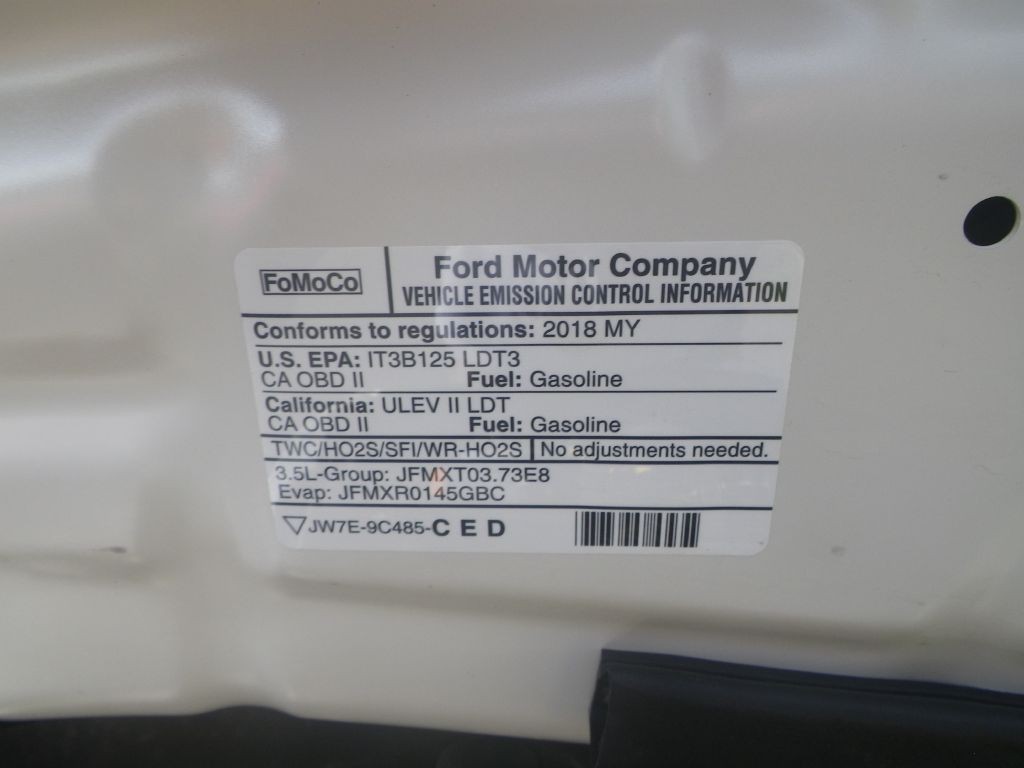 FoMoCo
Ford Motor Company
VEHICLE EMISSION CONTROL INFORMATION
Conforms to regulations: 2018 MY
U.S. EPA: IT3B125 LDT3
CA OBD II Fuel: Gasoline
California: ULEV II LDT
CA OBD II Fuel: Gasoline
TWC/HO2S/SFI/WR-HO2S No adjustments needed.
3.5L-Group: JFMXT03.73E8
Evap: JFMXR0145GBC
JW7E-9C485-C E D